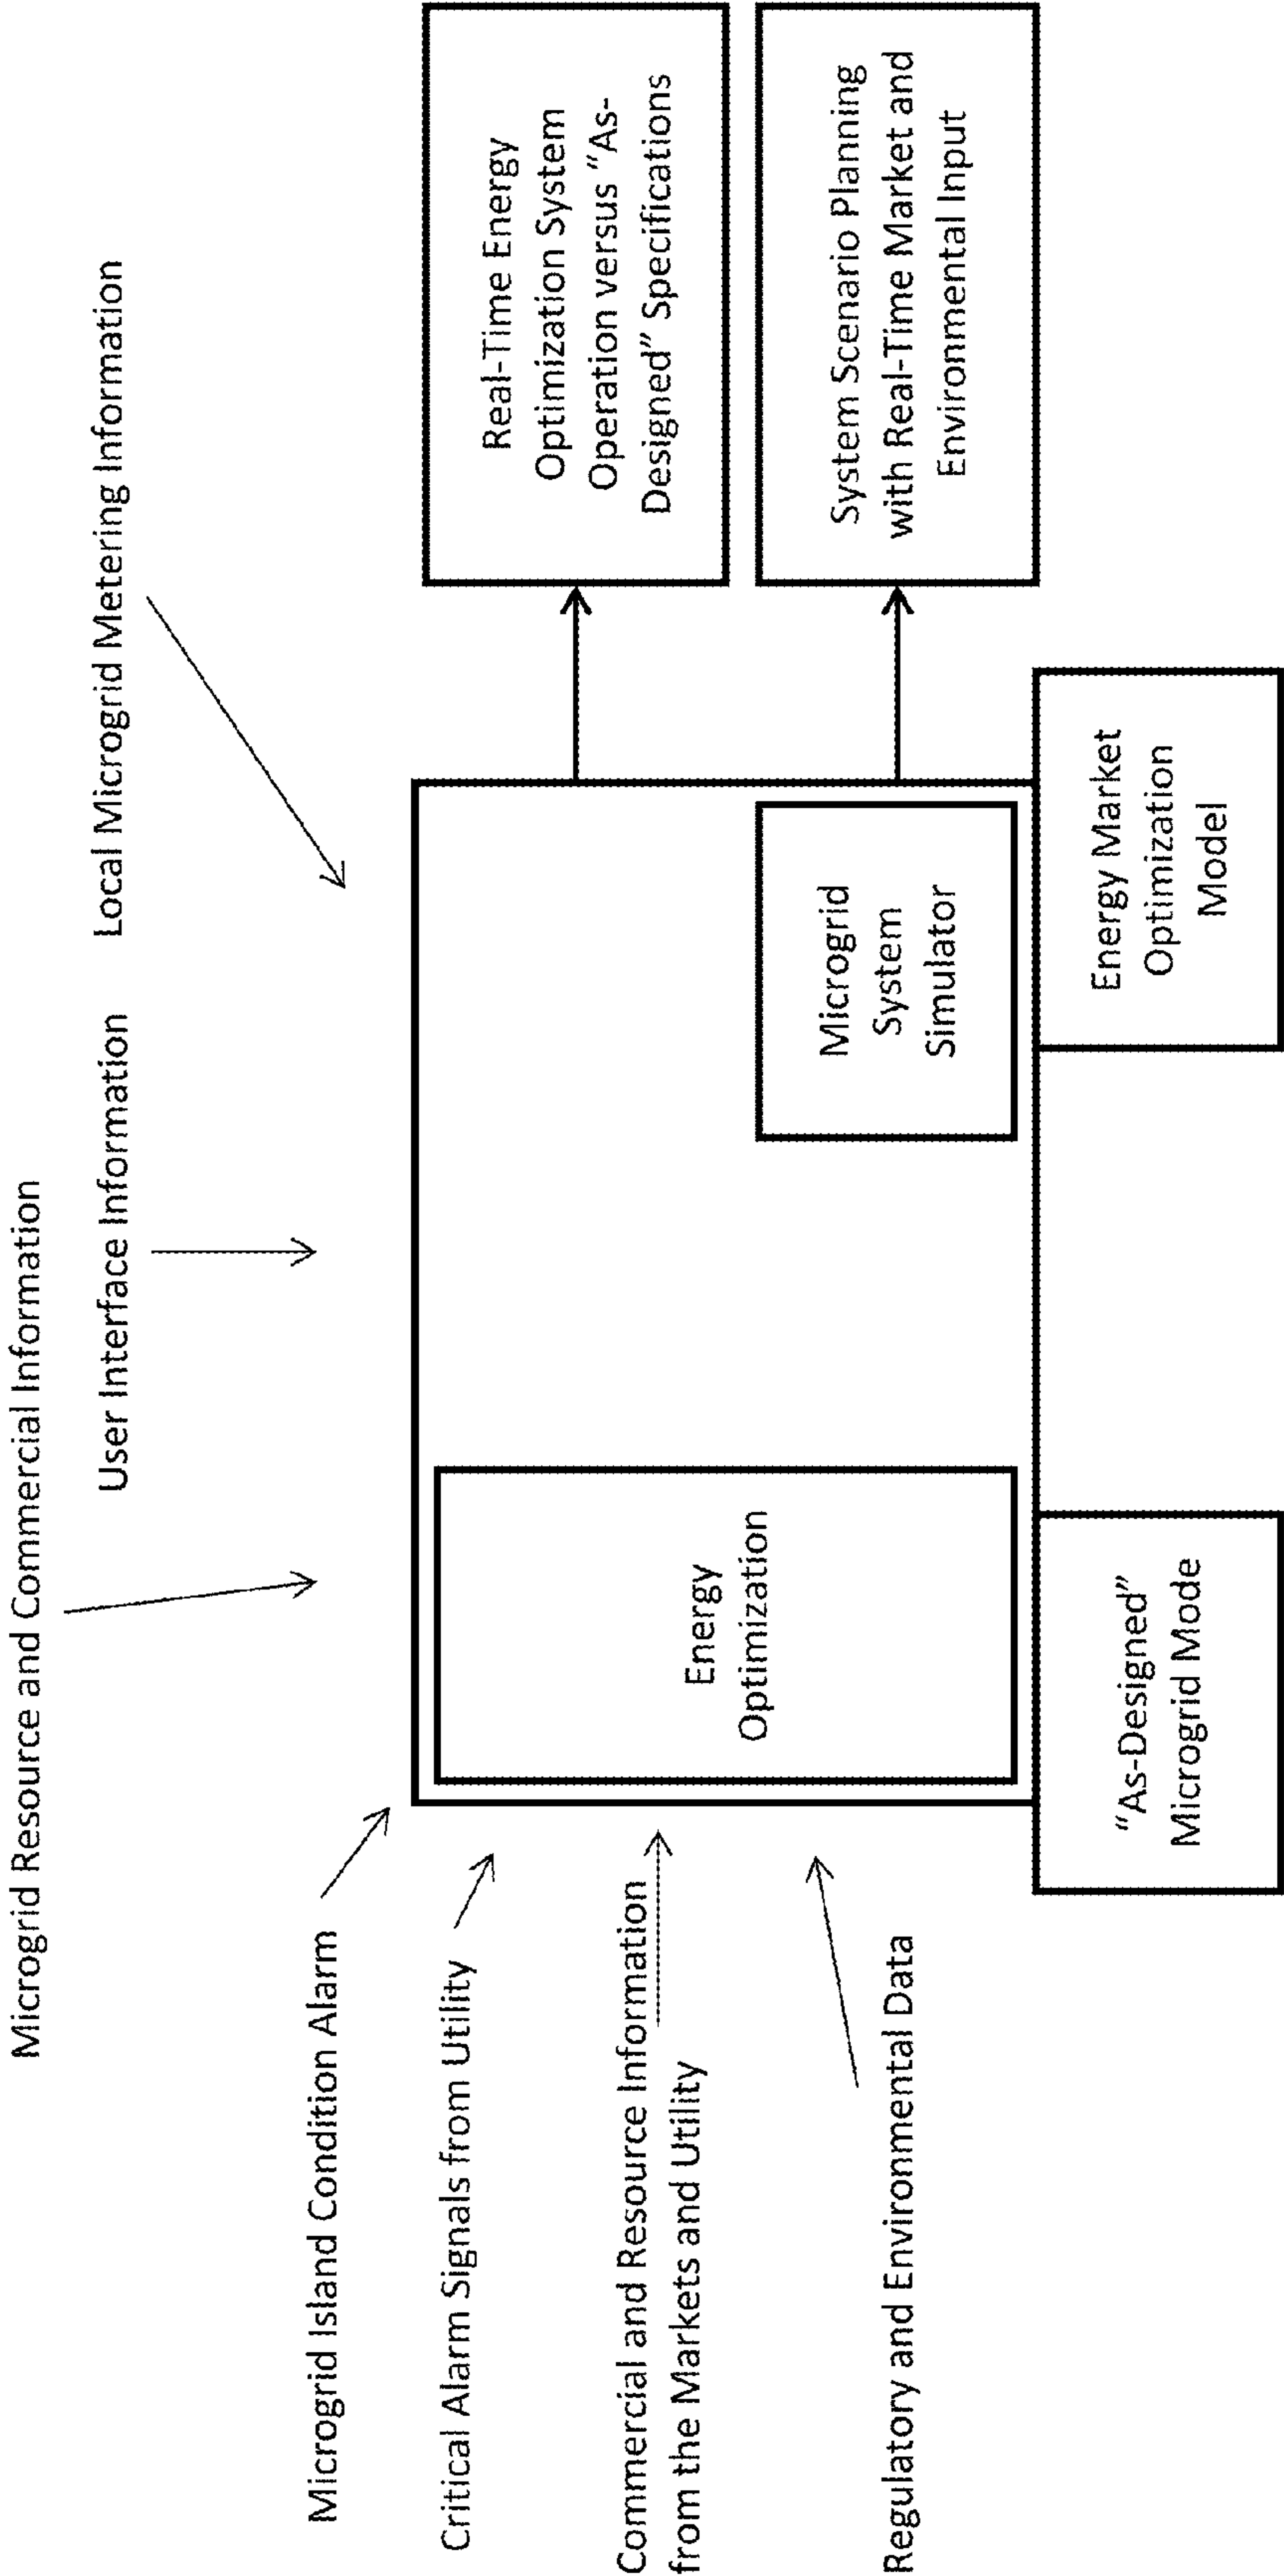 Microgrid Resource and Commercial Information
User Interface Information
Local Microgrid Metering Information
Microgrid Island Condition Alarm
Critical Alarm Signals from Utility
Commercial and Resource Information
from the Markets and Utility
Regulatory and Environmental Data
Energy
Optimization
Microgrid
System
Simulator
Real-Time Energy
Optimization System
Operation versus "As-
Designed" Specifications
System Scenario Planning
with Real-Time Market and
Environmental Input
“As-Designed”
Microgrid Mode
Energy Market
Optimization
Model